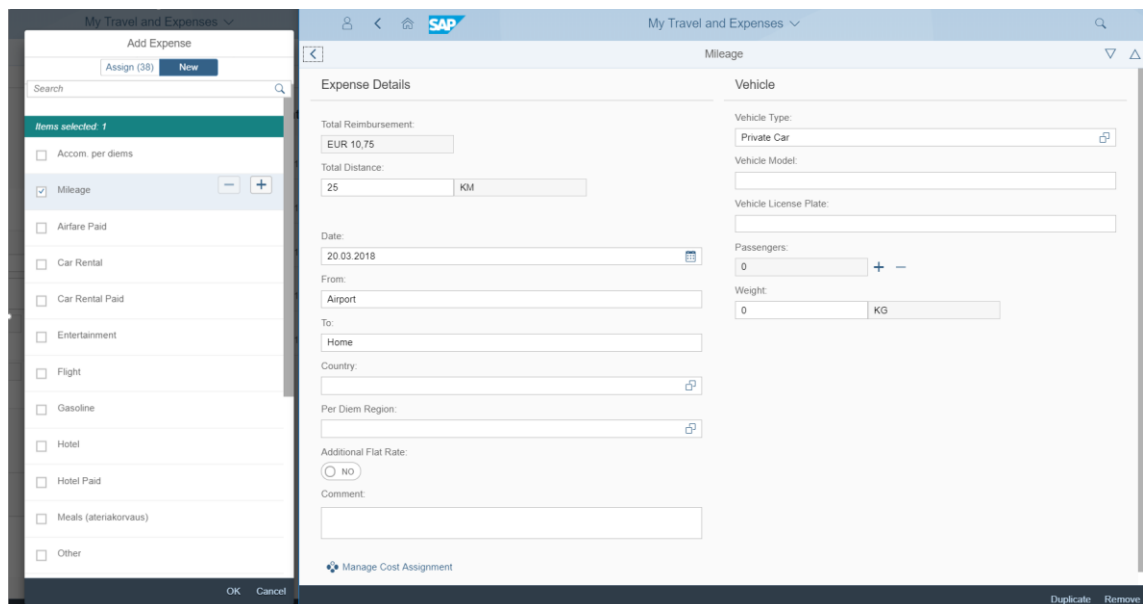 My Travel and Expenses
Add Expense
Assign (38) New
Search
Items selected: 1
Accom. per diems
Mileage
Airfare Paid
Car Rental
Car Rental Paid
Entertainment
Flight
Gasoline
Hotel
Hotel Paid
Meals (ateriakorvaus)
Other
OK Cancel
SAP My Travel and Expenses
Mileage
Expense Details
Total Reimbursement:
EUR 10,75
Total Distance:
25 KM
Date:
20.03.2018
From:
Airport
To:
Home
Country:
Per Diem Region:
Additional Flat Rate:
NO
Comment:
Manage Cost Assignment
Vehicle
Vehicle Type:
Private Car
Vehicle Model:
Vehicle License Plate:
Passengers:
0
Weight:
0 KG
Duplicate Remove